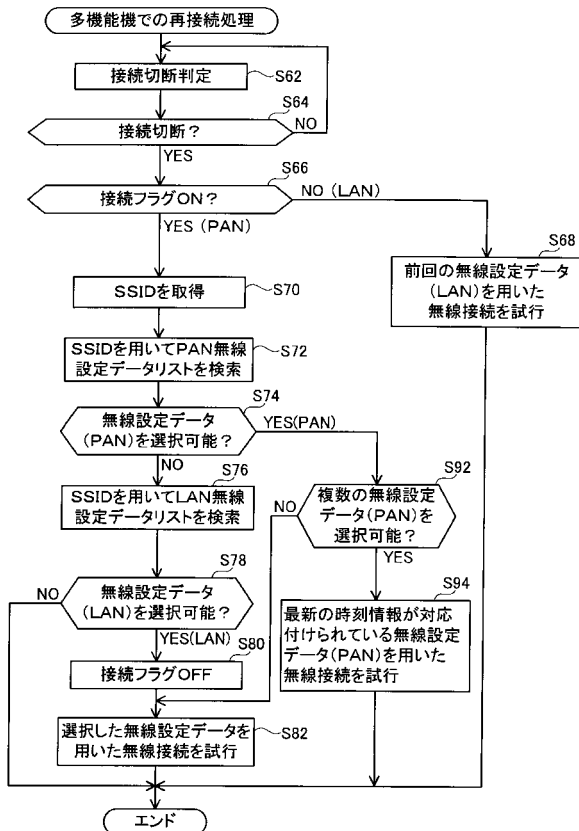 多機能機での再接続処理
接続切断判定
S62
S64
接続切断？
NO
YES
S66
接続フラグON？
NO (LAN)
YES (PAN)
S68
前回の無線設定データ
(LAN)を用いた
無線接続を試行
SSIDを取得
S70
SSIDを用いてPAN無線
設定データリストを検索
S72
S74
無線設定データ
(PAN)を選択可能？
YES(PAN)
NO
S76
SSIDを用いてLAN無線
設定データリストを検索
S92
複数の無線設定
データ(PAN)を
選択可能？
NO
YES
S78
無線設定データ
(LAN)を選択可能？
NO
YES(LAN)
S94
最新の時刻情報が対応
付けられている無線設定
データ(PAN)を用いた
無線接続を試行
S80
接続フラグOFF
選択した無線設定データを
用いた無線接続を試行
S82
エンド